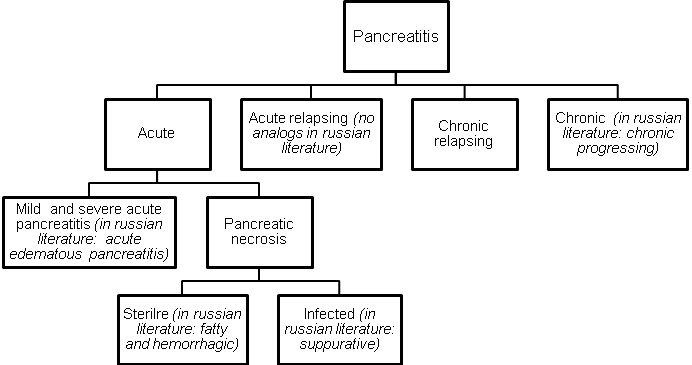 Pancreatitis
Acute
Acute relapsing (no
analogs in russian
literature)
Chronic
relapsing
Chronic (in russian
literature: chronic
progressing)
Mild and severe acute
pancreatitis (in russian
literature: acute
edematous pancreatitis)
Pancreatic
necrosis
Sterilre (in russian
literature: fatty
and hemorrhagic)
Infected (in
russian literature:
suppurative)